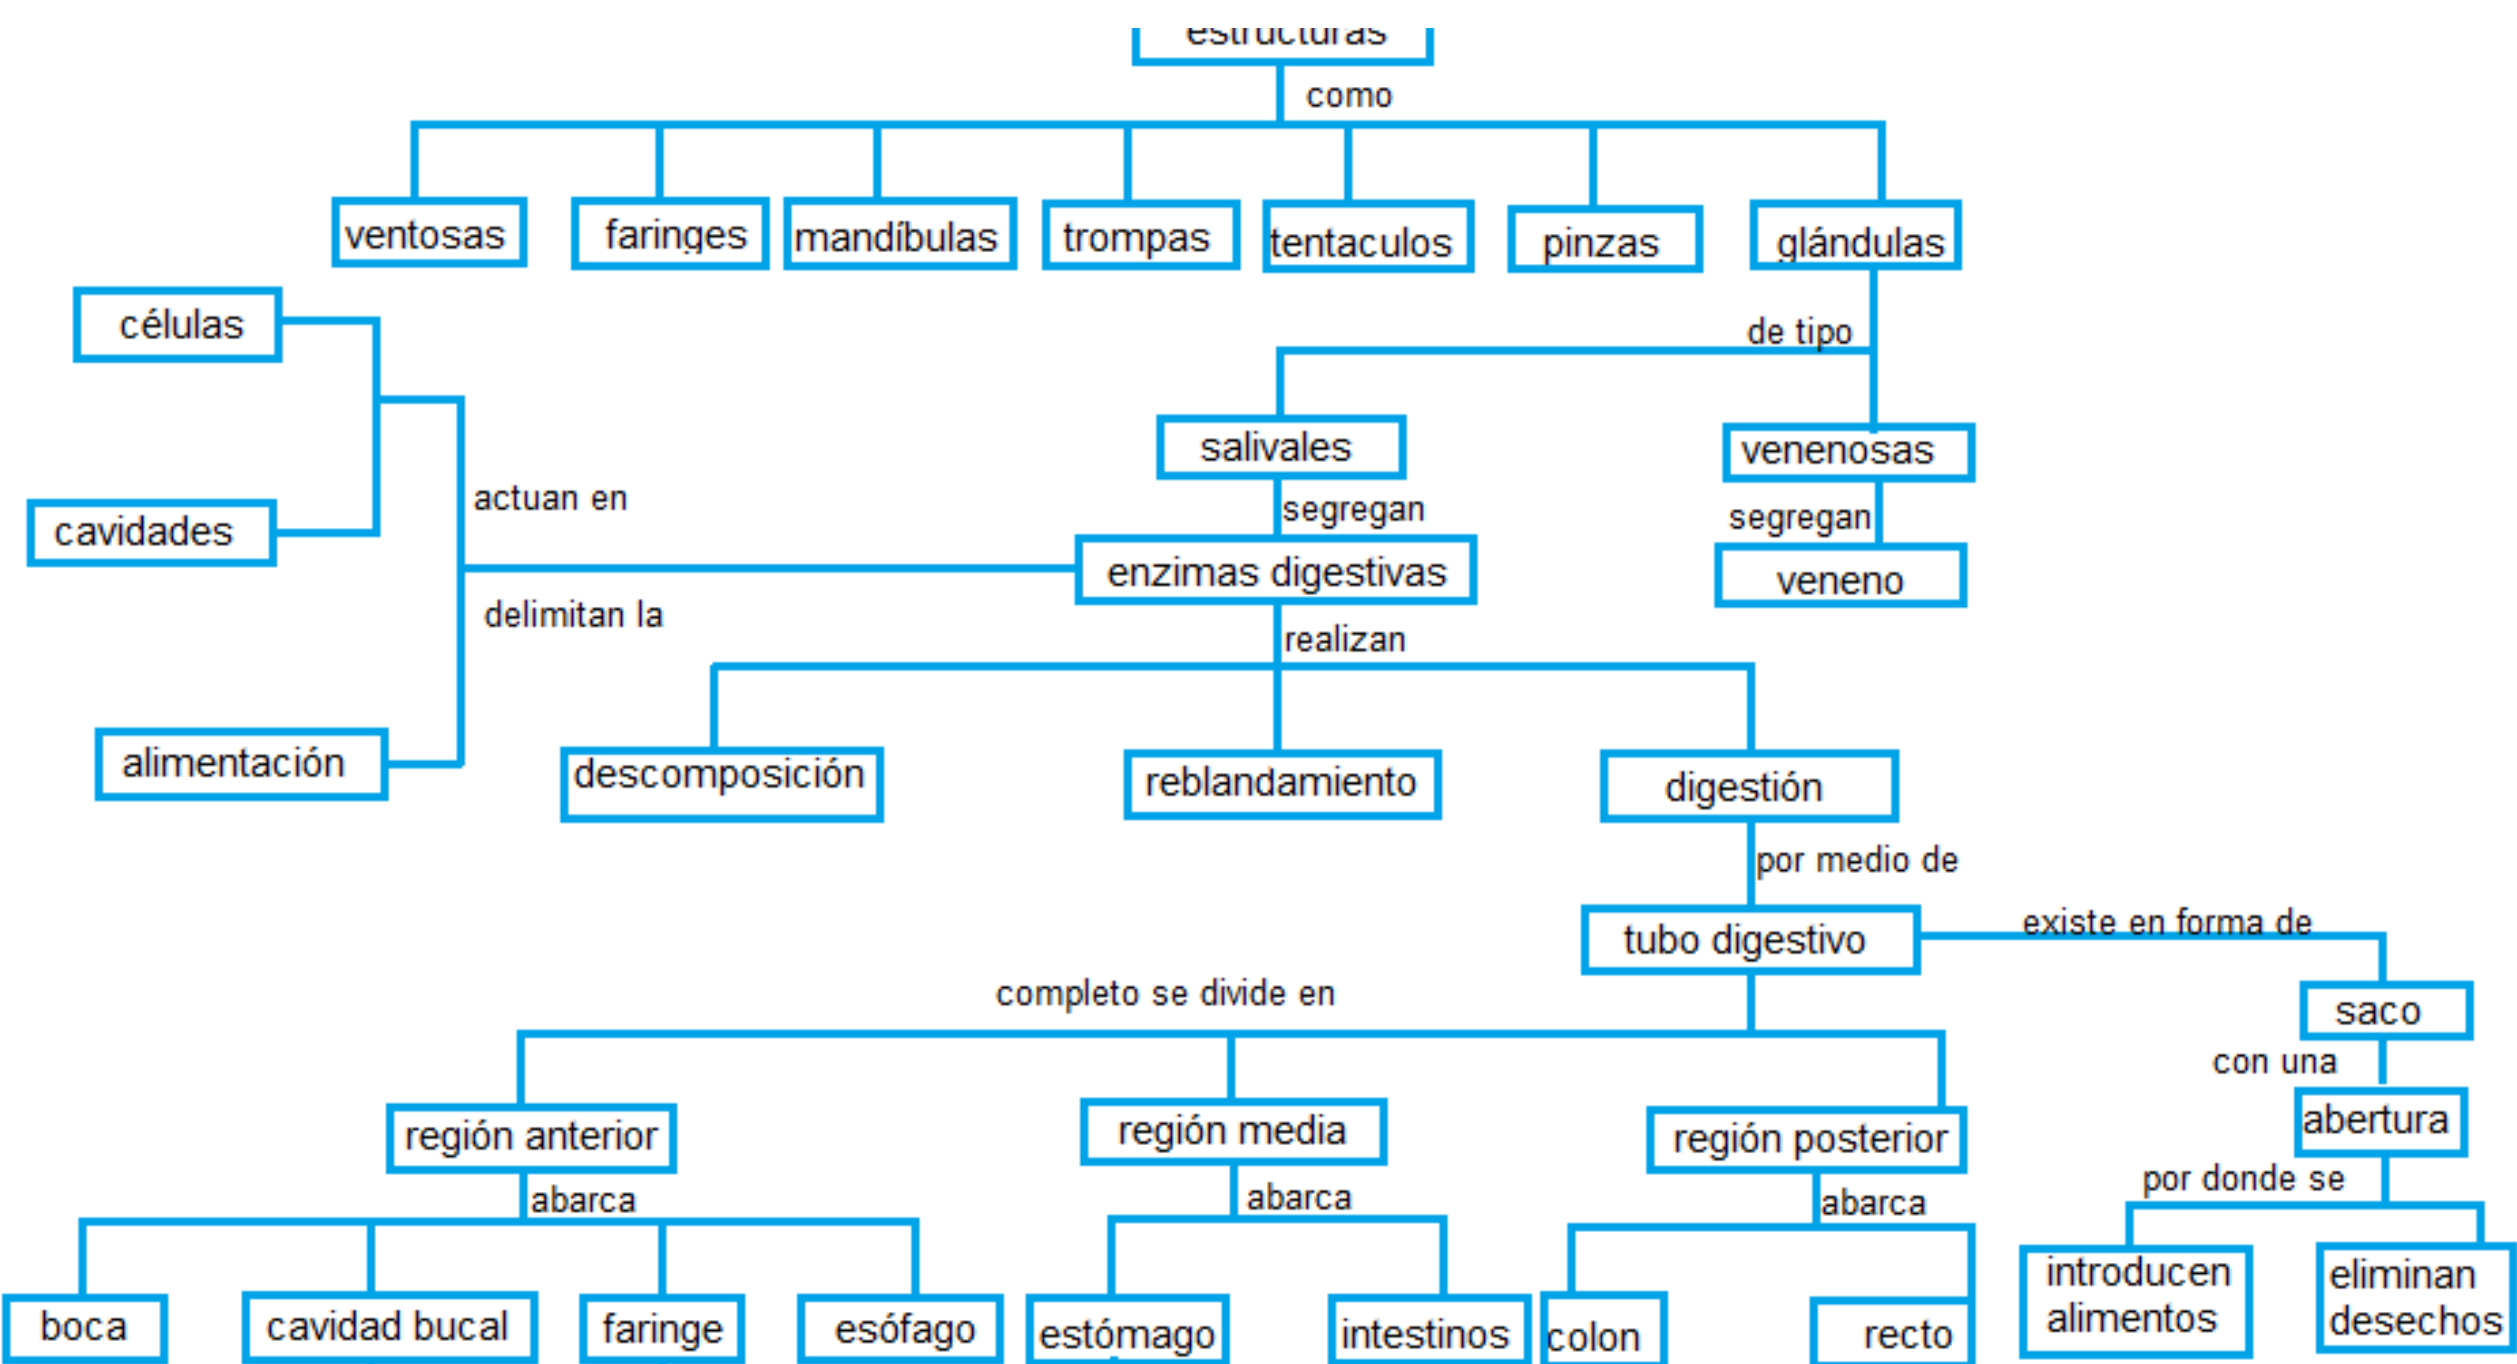 estructuras
como
ventosas
faringes
mandíbulas
trompas
tentaculos
pinzas
glándulas
células
de tipo
salivales
venenosas
actuan en
segregan
segregan
cavidades
enzimas digestivas
veneno
delimitan la
realizan
alimentación
descomposición
reblandamiento
digestión
por medio de
tubo digestivo
existe en forma de
completo se divide en
saco
con una
región anterior
región media
región posterior
abertura
por donde se
abarca
abarca
abarca
boca
cavidad bucal
faringe
esófago
estómago
intestinos
colon
recto
introducen
alimentos
eliminan
desechos